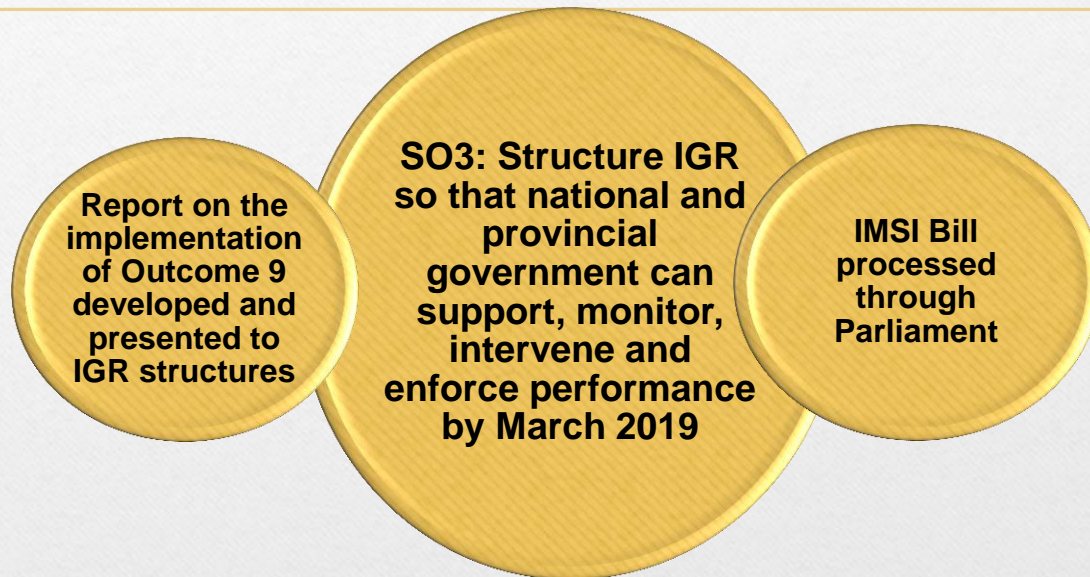 Report on the
implementation
of Outcome 9
developed and
presented to
IGR structures
SO3: Structure IGR
so that national and
provincial
government can
support, monitor,
intervene and
enforce performance
by March 2019
IMSI Bill
processed
through
Parliament